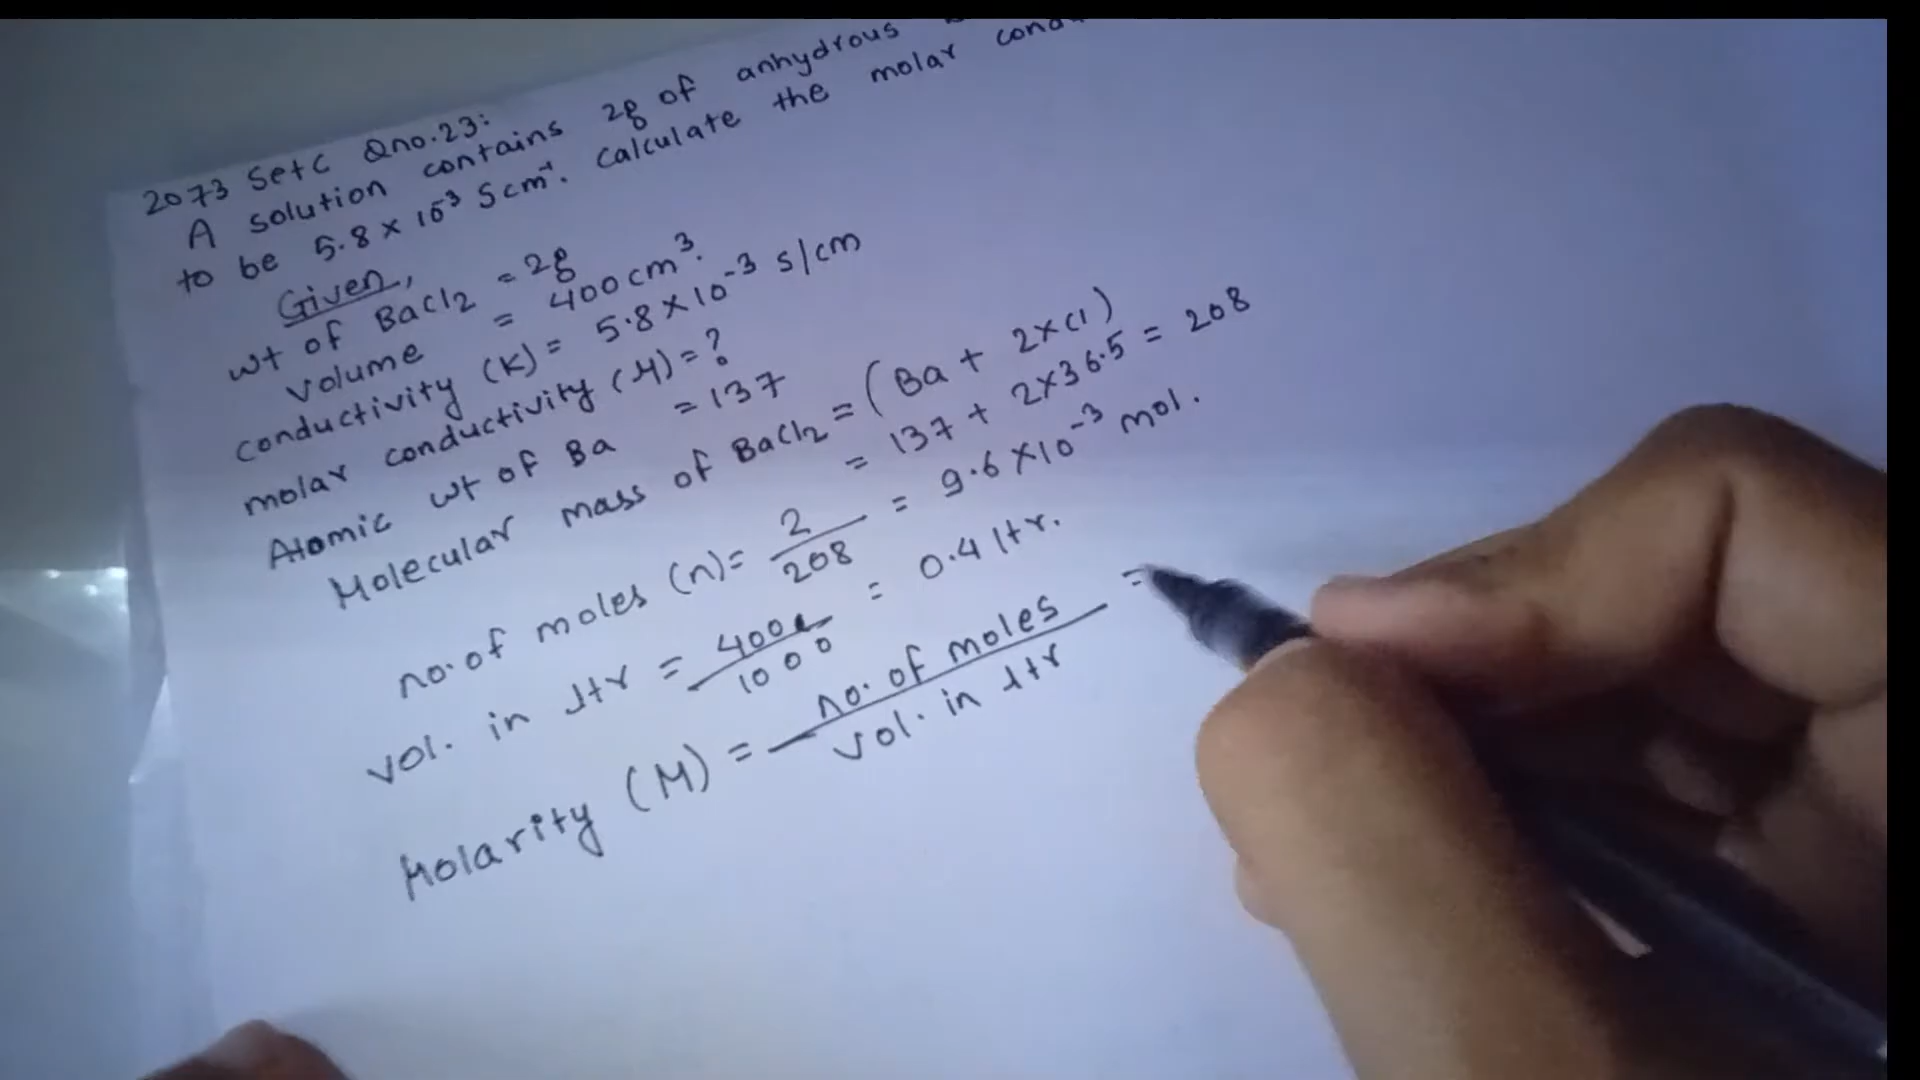 2073 Set C Qno.23:
A solution contains 2g of anhydrous
to be 5.8 × 10⁻³ S cm⁻¹. Calculate the molar
Given,
wt of BaCl₂ = 2g
Volume = 400 cm³.
conductivity (K) = 5.8 × 10⁻³ s/cm
molar conductivity (M) = ?
Atomic wt of Ba = 137
Molecular mass of BaCl₂ = (Ba + 2×Cl)
= 137 + 2×36.5 = 208
no. of moles (n) = 2/208 = 9.6 × 10⁻³ mol.
vol. in ltr = 400/1000 = 0.4 ltr.
Molarity (M) = no. of moles/vol. in ltr =